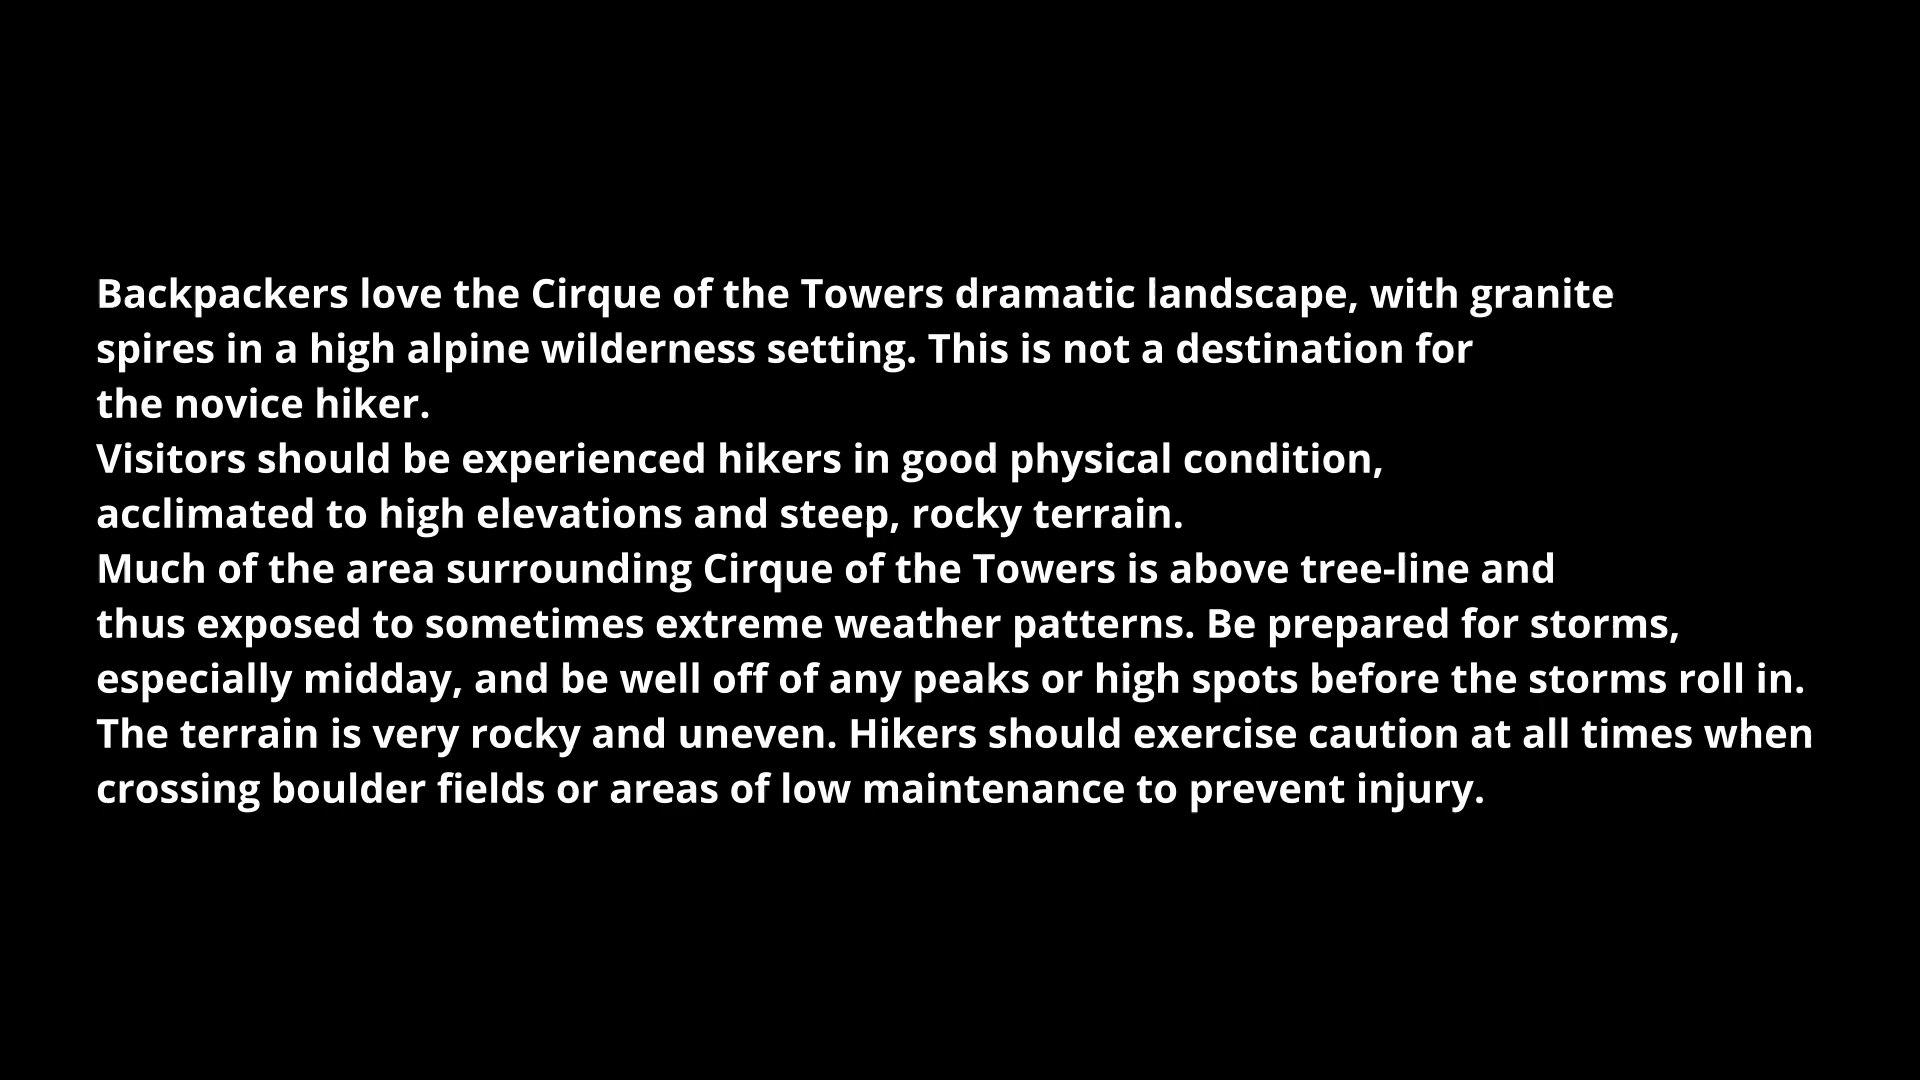 Backpackers love the Cirque of the Towers dramatic landscape, with granite
spires in a high alpine wilderness setting. This is not a destination for
the novice hiker.
Visitors should be experienced hikers in good physical condition,
acclimated to high elevations and steep, rocky terrain.
Much of the area surrounding Cirque of the Towers is above tree-line and
thus exposed to sometimes extreme weather patterns. Be prepared for storms,
especially midday, and be well off of any peaks or high spots before the storms roll in.
The terrain is very rocky and uneven. Hikers should exercise caution at all times when
crossing boulder fields or areas of low maintenance to prevent injury.